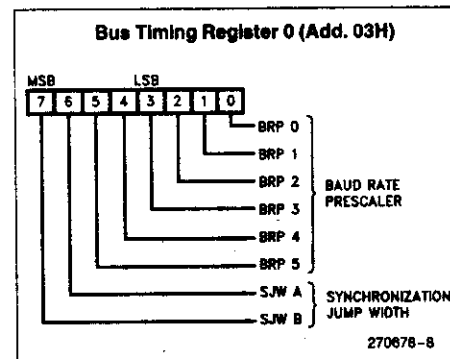 Bus Timing Register 0 (Add. 03H)
MSB LSB
7 6 5 4 3 2 1 0
BRP 0
BRP 1
BRP 2
BRP 3
BRP 4
BRP 5
BAUD RATE
PRESCALER
SJW A
SJW B
SYNCHRONIZATION
JUMP WIDTH
270678-8